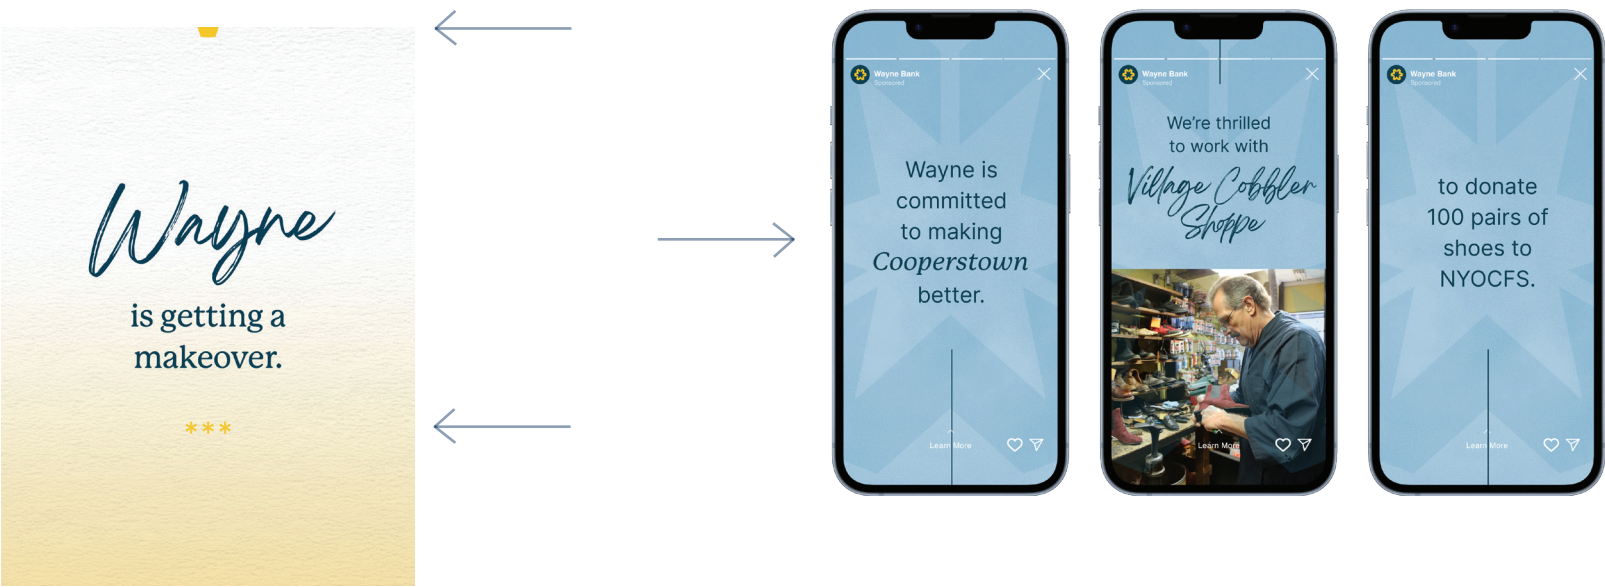 Wayne
is getting a
makeover.
***
Wayne Bank
Sponsored
Wayne is
committed
to making
Cooperstown
better.
Learn More
Wayne Bank
Sponsored
We're thrilled
to work with
Village Cobbler
Shoppe
Learn More
Wayne Bank
Sponsored
to donate
100 pairs of
shoes to
NYOCFS.
Learn More